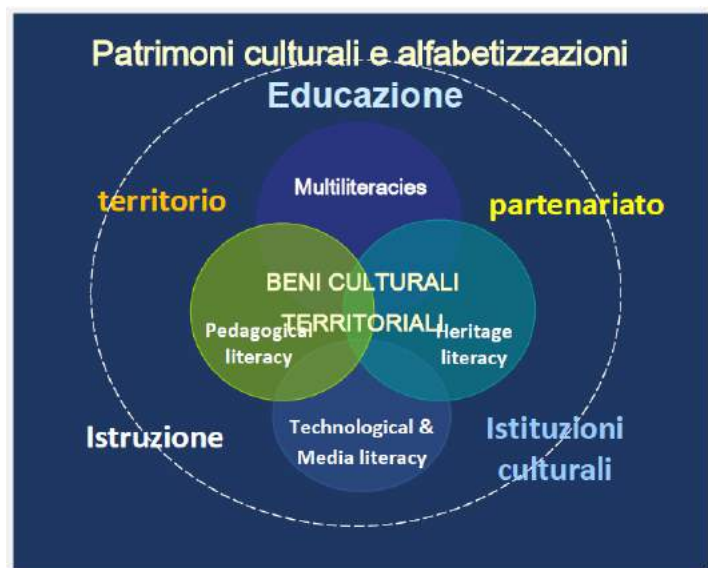 Patrimoni culturali e alfabetizzazioni
Educazione
Multiliteracies
territorio
partenariato
BENI CULTURALI
TERRITORIALI
Pedagogical
literacy
Heritage
literacy
Istruzione
Technological &
Media literacy
Istituzioni
culturali